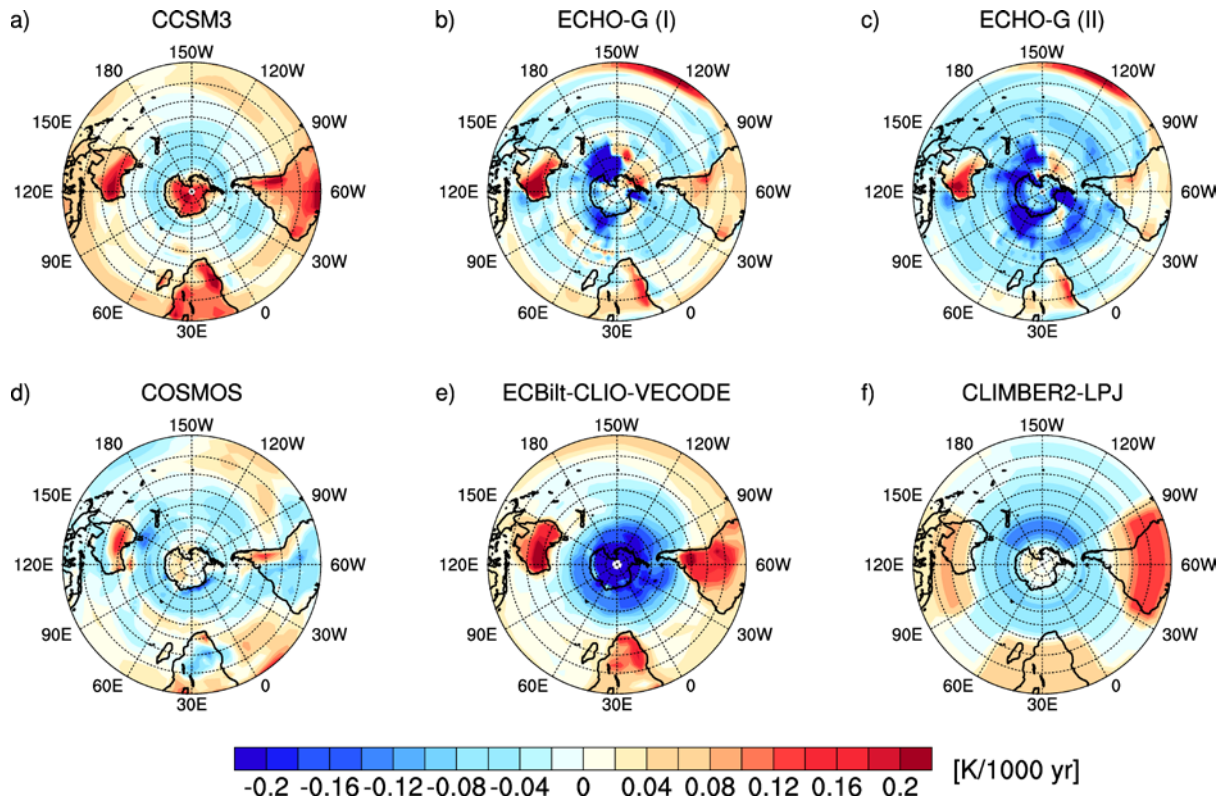 a) CCSM3 b) ECHO-G (I) c) ECHO-G (II)
150W 150W 150W
180 120W 180 120W 180 120W
150E 90W 150E 90W 150E 90W
120E 60W 120E 60W 120E 60W
90E 30W 90E 30W 90E 30W
60E 0 60E 0 60E 0
30E 30E 30E
d) COSMOS e) ECBilt-CLIO-VECODE f) CLIMBER2-LPJ
150W 150W 150W
180 120W 180 120W 180 120W
150E 90W 150E 90W 150E 90W
120E 60W 120E 60W 120E 60W
90E 30W 90E 30W 90E 30W
60E 0 60E 0 60E 0
30E 30E 30E
-0.2 -0.16 -0.12 -0.08 -0.04 0 0.04 0.08 0.12 0.16 0.2 [K/1000 yr]